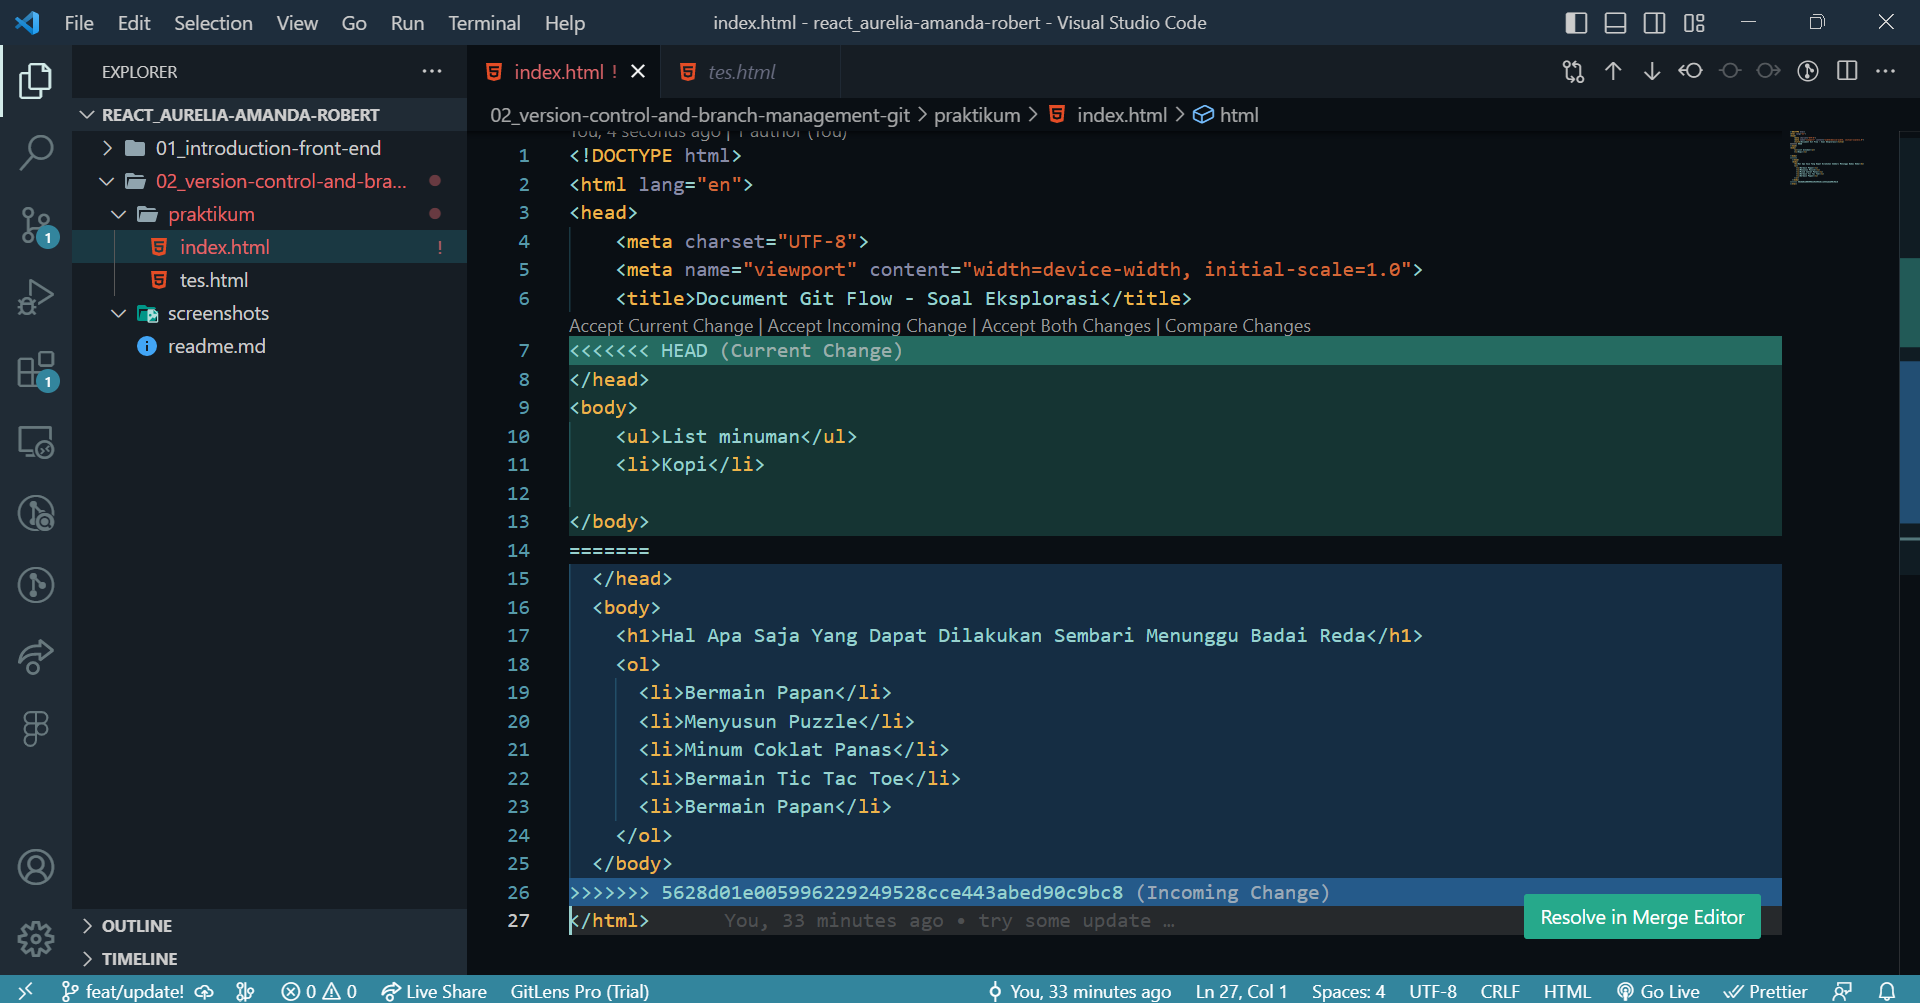 File Edit Selection View Go Run Terminal Help
index.html - react_aurelia-amanda-robert - Visual Studio Code
EXPLORER
REACT_AURELIA-AMANDA-ROBERT
01_introduction-front-end
02_version-control-and-bra...
praktikum
index.html !
tes.html
screenshots
readme.md
1
1
OUTLINE
TIMELINE
index.html !
tes.html
02_version-control-and-branch-management-git > praktikum > index.html > html
You, 4 seconds ago | 1 author (You)
1 <!DOCTYPE html>
2 <html lang="en">
3 <head>
4 <meta charset="UTF-8">
5 <meta name="viewport" content="width=device-width, initial-scale=1.0">
6 <title>Document Git Flow - Soal Eksplorasi</title>
Accept Current Change | Accept Incoming Change | Accept Both Changes | Compare Changes
7 <<<<<<< HEAD (Current Change)
8 </head>
9 <body>
10 <ul>List minuman</ul>
11 <li>Kopi</li>
12
13 </body>
14 =======
15 </head>
16 <body>
17 <h1>Hal Apa Saja Yang Dapat Dilakukan Sembari Menunggu Badai Reda</h1>
18 <ol>
19 <li>Bermain Papan</li>
20 <li>Menyusun Puzzle</li>
21 <li>Minum Coklat Panas</li>
22 <li>Bermain Tic Tac Toe</li>
23 <li>Bermain Papan</li>
24 </ol>
25 </body>
26 >>>>>>> 5628d01e005996229249528cce443abed90c9bc8 (Incoming Change)
27 </html> You, 33 minutes ago • try some update …
Resolve in Merge Editor
feat/update! 0 0 Live Share GitLens Pro (Trial) You, 33 minutes ago Ln 27, Col 1 Spaces: 4 UTF-8 CRLF HTML Go Live Prettier